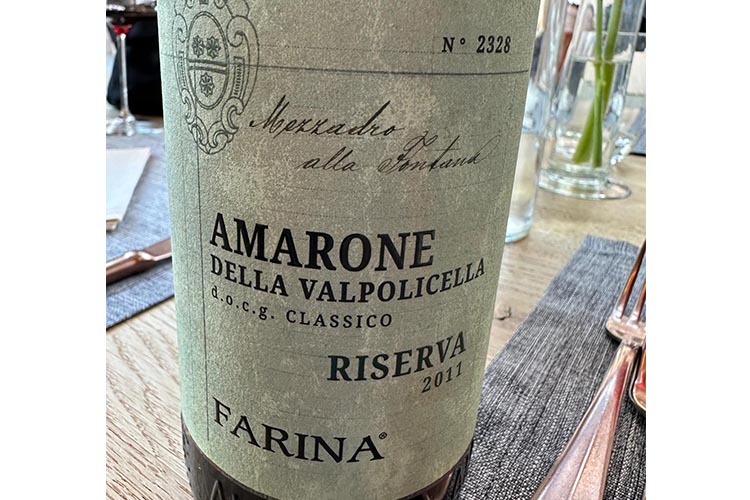 N° 2328
Mezzadro
alla Fontana
AMARONE
DELLA VALPOLICELLA
d.o.c.g. CLASSICO
RISERVA
2011
FARINA®